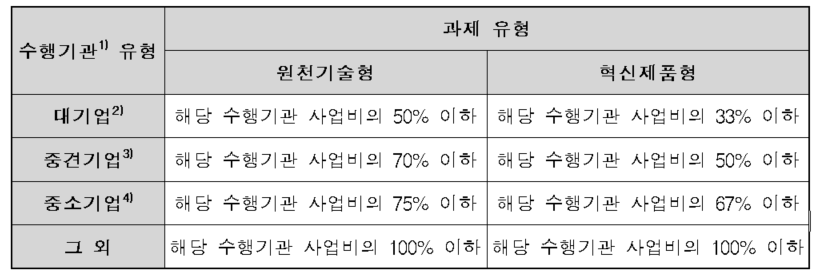 수행기관1) 유형
과제 유형
원천기술형 혁신제품형
대기업2) 해당 수행기관 사업비의 50% 이하 해당 수행기관 사업비의 33% 이하
중견기업3) 해당 수행기관 사업비의 70% 이하 해당 수행기관 사업비의 50% 이하
중소기업4) 해당 수행기관 사업비의 75% 이하 해당 수행기관 사업비의 67% 이하
그 외 해당 수행기관 사업비의 100% 이하 해당 수행기관 사업비의 100% 이하